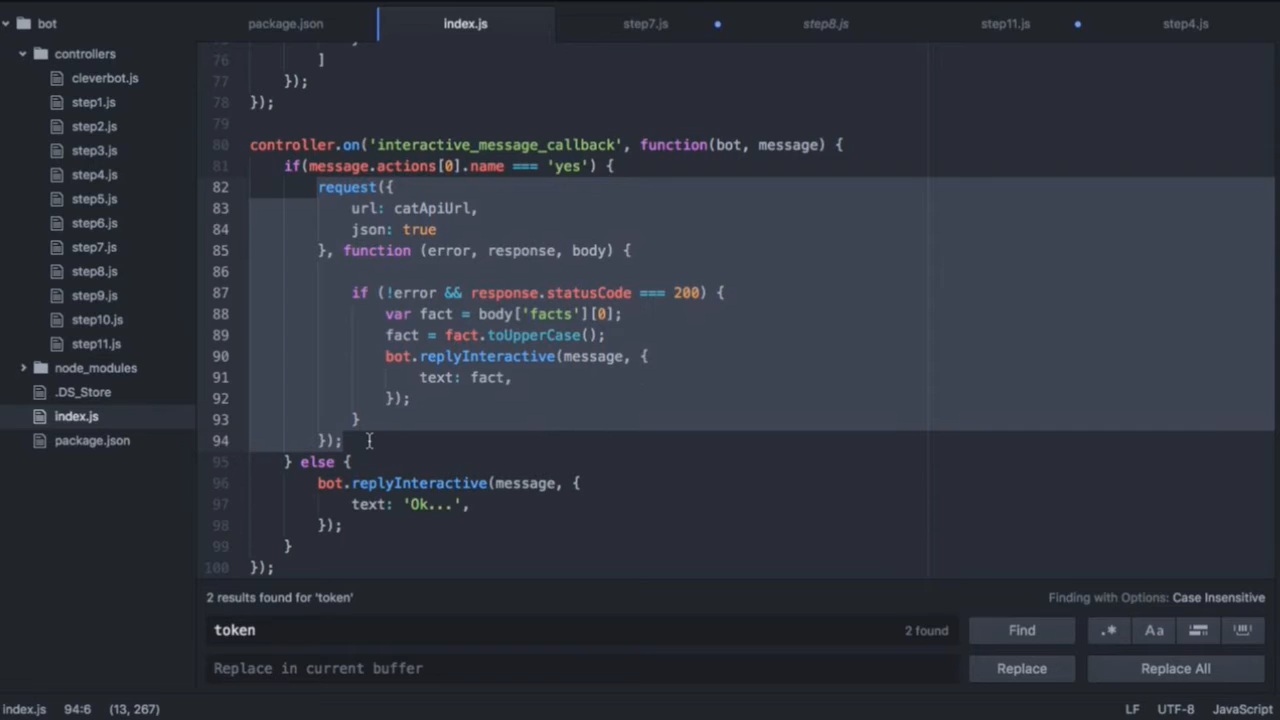 bot
controllers
cleverbot.js
step1.js
step2.js
step3.js
step4.js
step5.js
step6.js
step7.js
step8.js
step9.js
step10.js
step11.js
node_modules
.DS_Store
index.js
package.json
package.json index.js step7.js step8.js step11.js step4.js
76 ]
77 });
78 });
79
80 controller.on('interactive_message_callback', function(bot, message) {
81 if(message.actions[0].name === 'yes') {
82 request({
83 url: catApiUrl,
84 json: true
85 }, function (error, response, body) {
86
87 if (!error && response.statusCode === 200) {
88 var fact = body['facts'][0];
89 fact = fact.toUpperCase();
90 bot.replyInteractive(message, {
91 text: fact,
92 });
93 }
94 });
95 } else {
96 bot.replyInteractive(message, {
97 text: 'Ok...',
98 });
99 }
100 });
2 results found for 'token' Finding with Options: Case Insensitive
token 2 found Find .* Aa
Replace in current buffer Replace Replace All
index.js 94:6 (13, 267) LF UTF-8 JavaScript